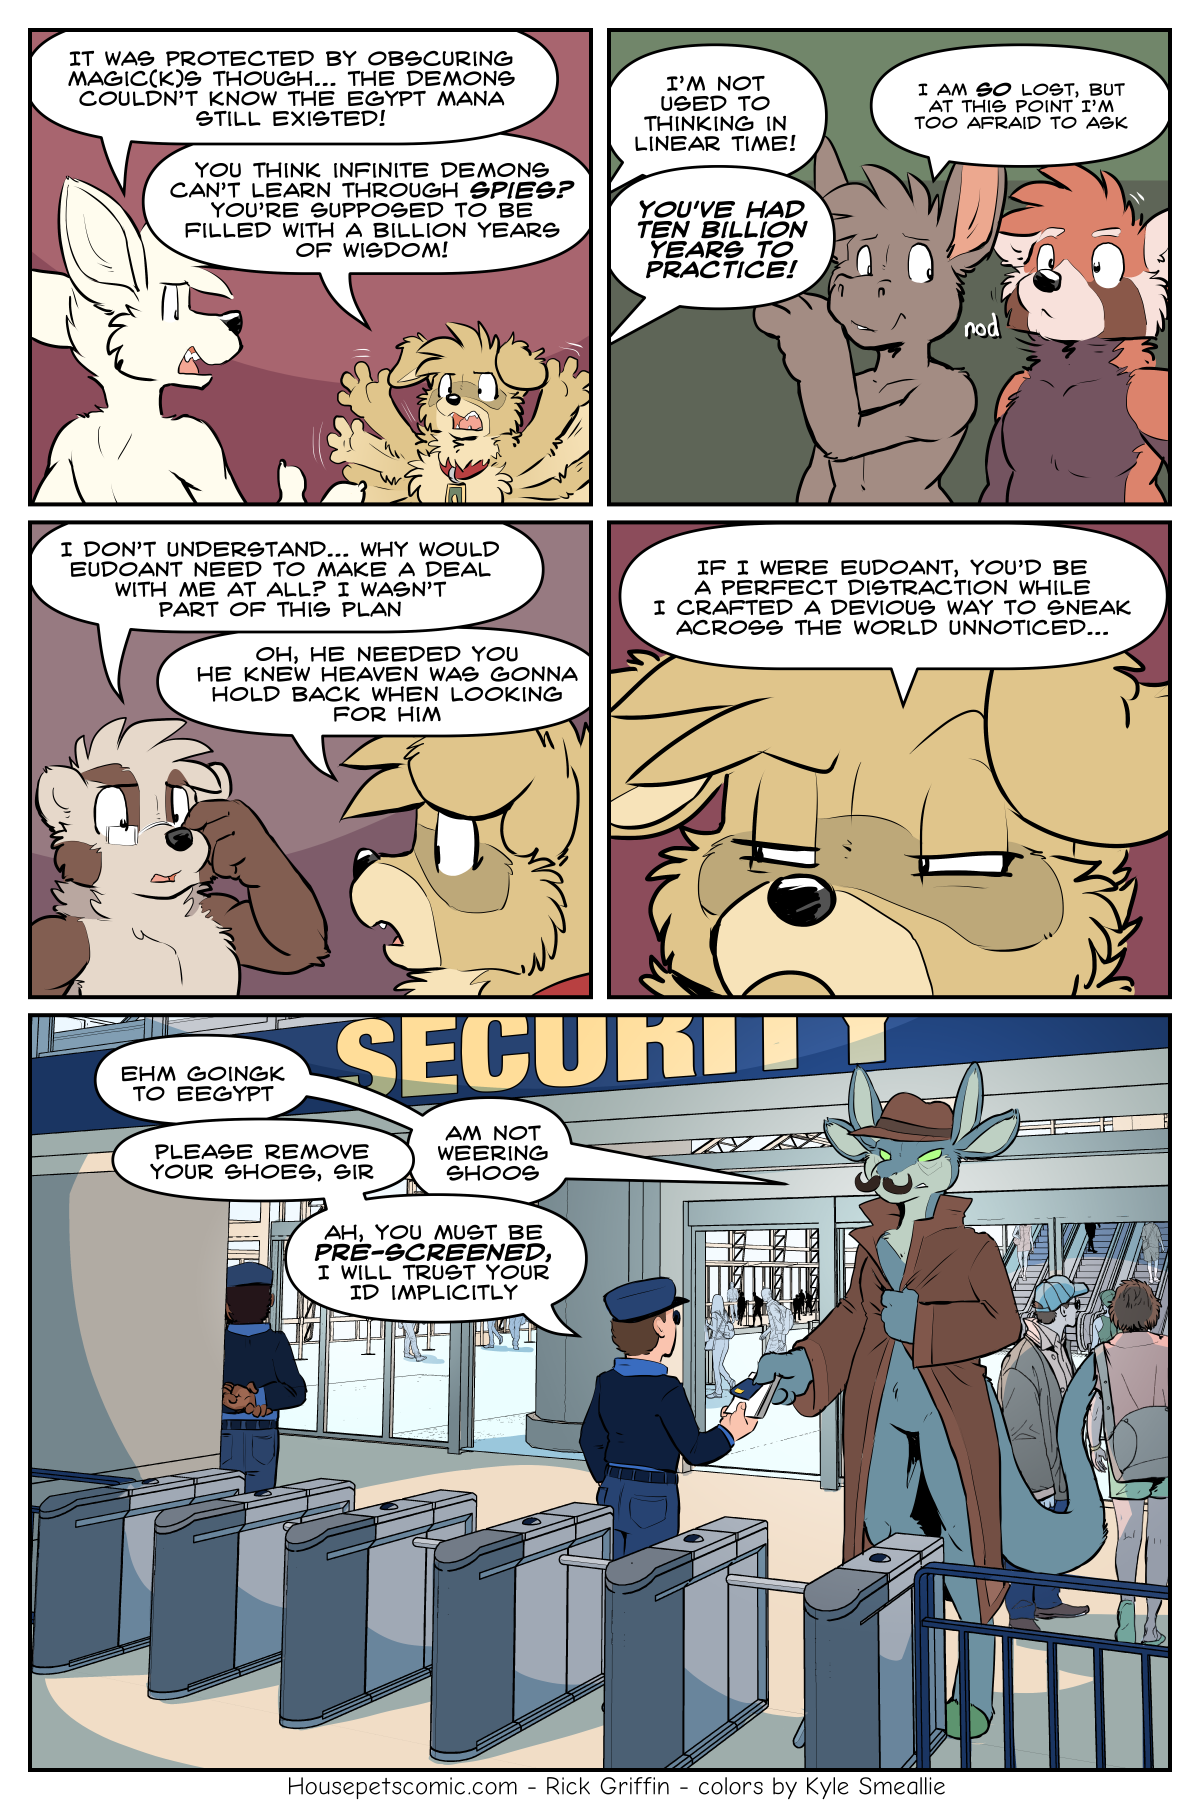 IT WAS PROTECTED BY OBSCURING
MAGIC(K)S THOUGH... THE DEMONS
COULDN'T KNOW THE EGYPT MANA
STILL EXISTED!
YOU THINK INFINITE DEMONS
CAN'T LEARN THROUGH SPIES?
YOU'RE SUPPOSED TO BE
FILLED WITH A BILLION YEARS
OF WISDOM!
I'M NOT
USED TO
THINKING IN
LINEAR TIME!
YOU'VE HAD
TEN BILLION
YEARS TO
PRACTICE!
I AM SO LOST, BUT
AT THIS POINT I'M
TOO AFRAID TO ASK
nod
I DON'T UNDERSTAND... WHY WOULD
EUDOANT NEED TO MAKE A DEAL
WITH ME AT ALL? I WASN'T
PART OF THIS PLAN
OH, HE NEEDED YOU
HE KNEW HEAVEN WAS GONNA
HOLD BACK WHEN LOOKING
FOR HIM
IF I WERE EUDOANT, YOU'D BE
A PERFECT DISTRACTION WHILE
I CRAFTED A DEVIOUS WAY TO SNEAK
ACROSS THE WORLD UNNOTICED...
SECURITY
EHM GOINGK
TO EEGYPT
PLEASE REMOVE
YOUR SHOES, SIR
AM NOT
WEERING
SHOOS
AH, YOU MUST BE
PRE-SCREENED,
I WILL TRUST YOUR
ID IMPLICITLY
Housepetscomic.com - Rick Griffin - colors by Kyle Smeallie